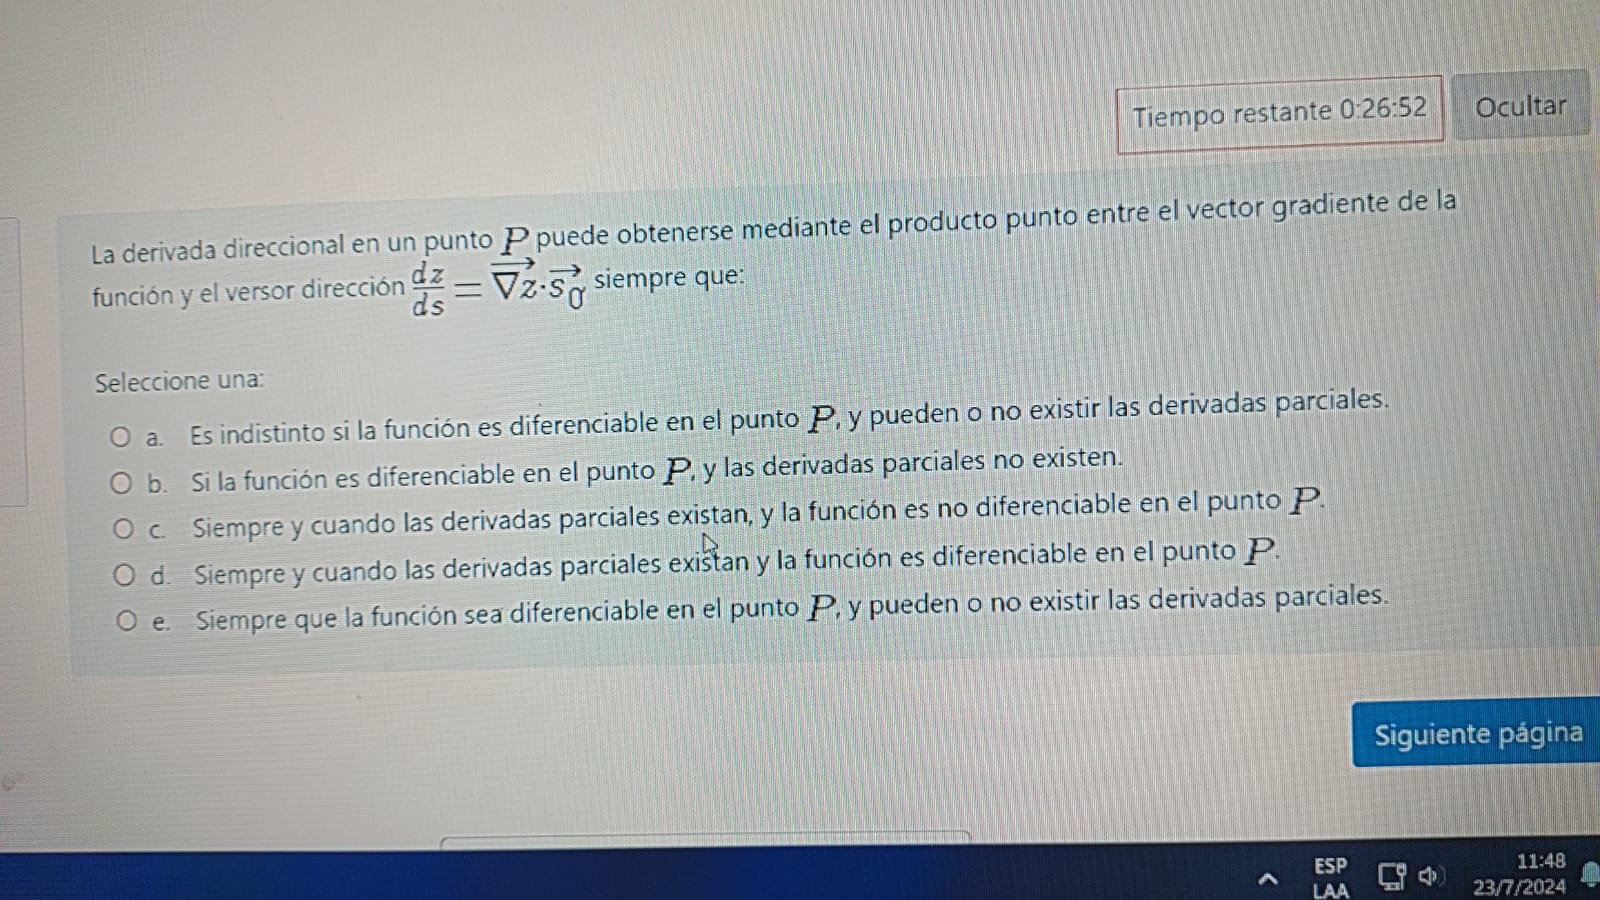 Tiempo restante 0:26:52
Ocultar
La derivada direccional en un punto P puede obtenerse mediante el producto punto entre el vector gradiente de la
función y el versor dirección dz/ds = ∇z·s₀ siempre que:
Seleccione una:
a. Es indistinto si la función es diferenciable en el punto P, y pueden o no existir las derivadas parciales.
b. Si la función es diferenciable en el punto P, y las derivadas parciales no existen.
c. Siempre y cuando las derivadas parciales existan, y la función es no diferenciable en el punto P.
d. Siempre y cuando las derivadas parciales existan y la función es diferenciable en el punto P.
e. Siempre que la función sea diferenciable en el punto P, y pueden o no existir las derivadas parciales.
Siguiente página
ESP
LAA
11:48
23/7/2024